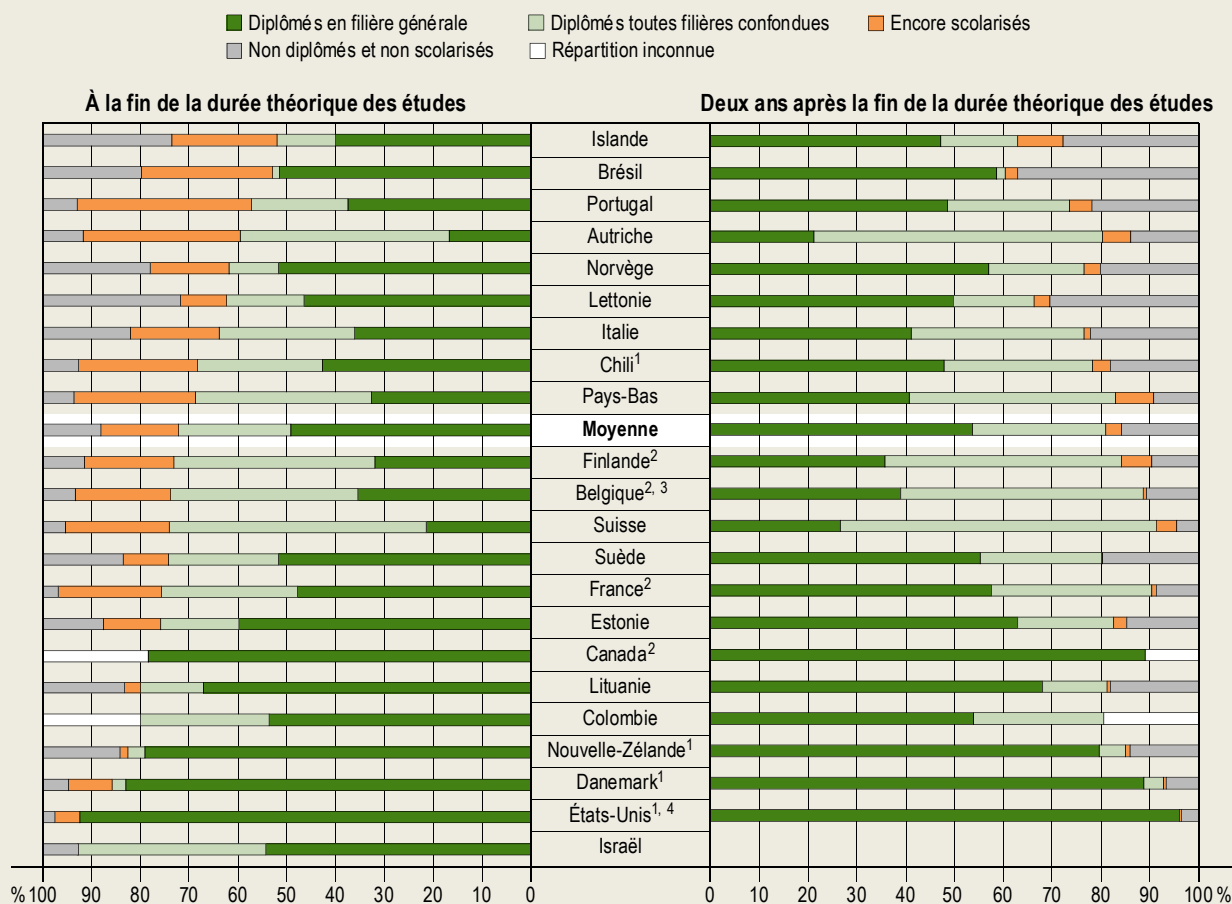 Diplômés en filière générale
Diplômés toutes filières confondues
Encore scolarisés
Non diplômés et non scolarisés
Répartition inconnue
À la fin de la durée théorique des études
Deux ans après la fin de la durée théorique des études
Islande
Brésil
Portugal
Autriche
Norvège
Lettonie
Italie
Chili1
Pays-Bas
Moyenne
Finlande2
Belgique2, 3
Suisse
Suède
France2
Estonie
Canada2
Lituanie
Colombie
Nouvelle-Zélande1
Danemark1
États-Unis1, 4
Israël
% 100 90 80 70 60 50 40 30 20 10 0
0 10 20 30 40 50 60 70 80 90 100 %